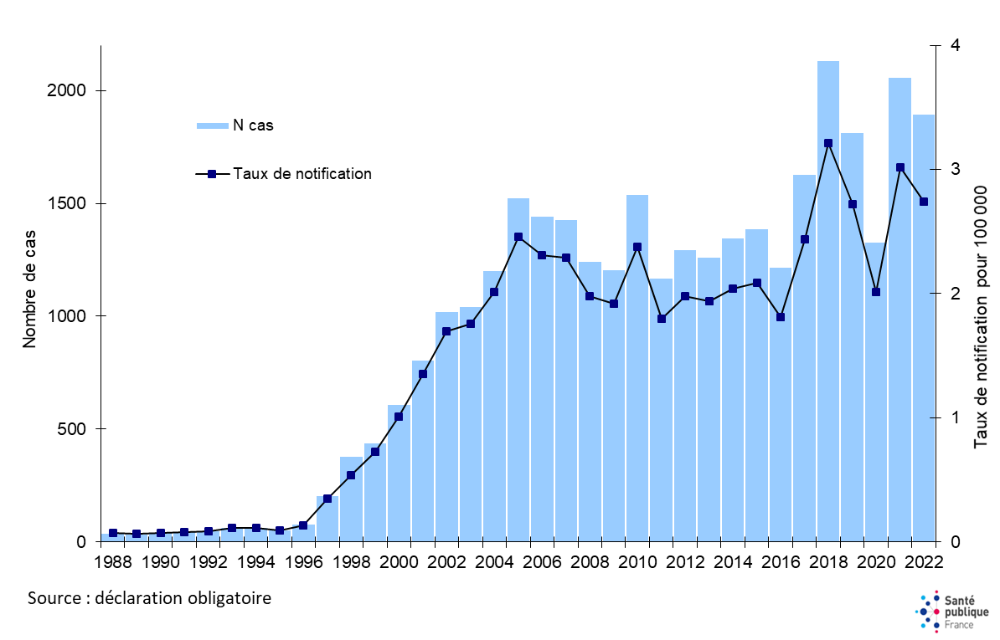 4
2000
N cas
Taux de notification
3
1500
Nombre de cas
Taux de notification pour 100 000
2
1000
1
500
0
0
1988 1990 1992 1994 1996 1998 2000 2002 2004 2006 2008 2010 2012 2014 2016 2018 2020 2022
Source : déclaration obligatoire
Santé
publique
France